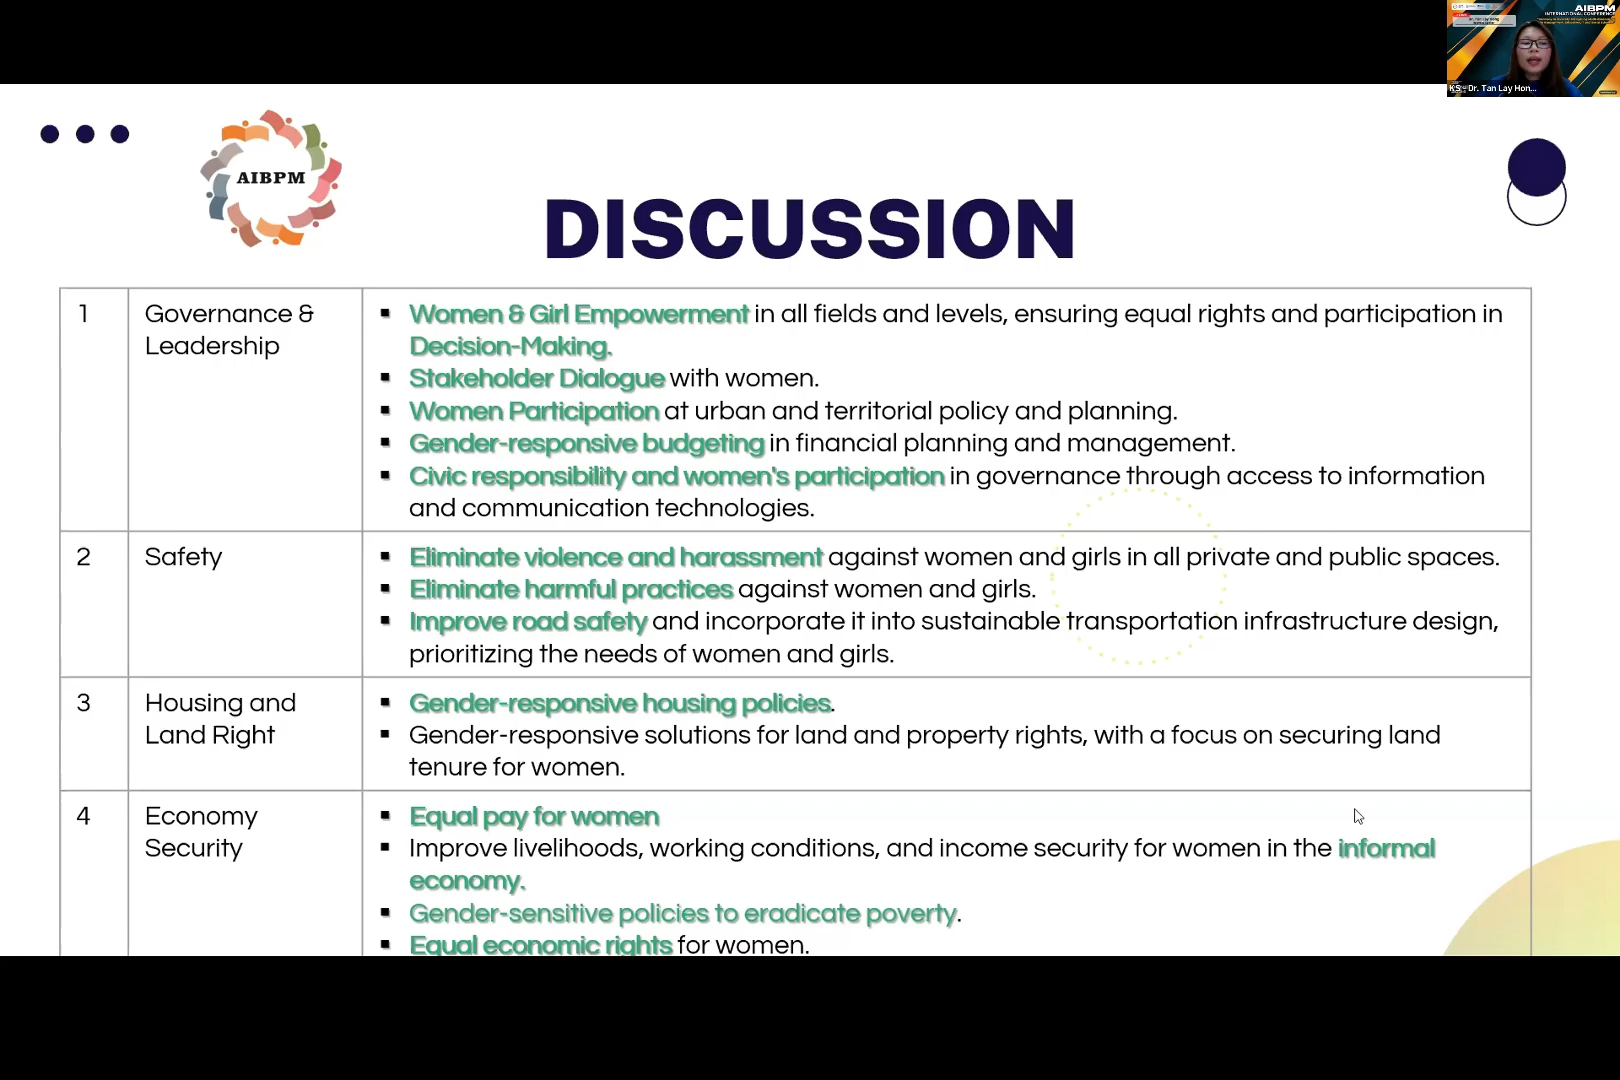 AIBPM
INTERNATIONAL CONFERENCE
KS - Dr. Tan Lay Hon...
AIBPM
DISCUSSION
1
Governance &
Leadership
▪ Women & Girl Empowerment in all fields and levels, ensuring equal rights and participation in
Decision-Making.
▪ Stakeholder Dialogue with women.
▪ Women Participation at urban and territorial policy and planning.
▪ Gender-responsive budgeting in financial planning and management.
▪ Civic responsibility and women's participation in governance through access to information
and communication technologies.
2
Safety
▪ Eliminate violence and harassment against women and girls in all private and public spaces.
▪ Eliminate harmful practices against women and girls.
▪ Improve road safety and incorporate it into sustainable transportation infrastructure design,
prioritizing the needs of women and girls.
3
Housing and
Land Right
▪ Gender-responsive housing policies.
▪ Gender-responsive solutions for land and property rights, with a focus on securing land
tenure for women.
4
Economy
Security
▪ Equal pay for women
▪ Improve livelihoods, working conditions, and income security for women in the informal
economy.
▪ Gender-sensitive policies to eradicate poverty.
▪ Equal economic rights for women.